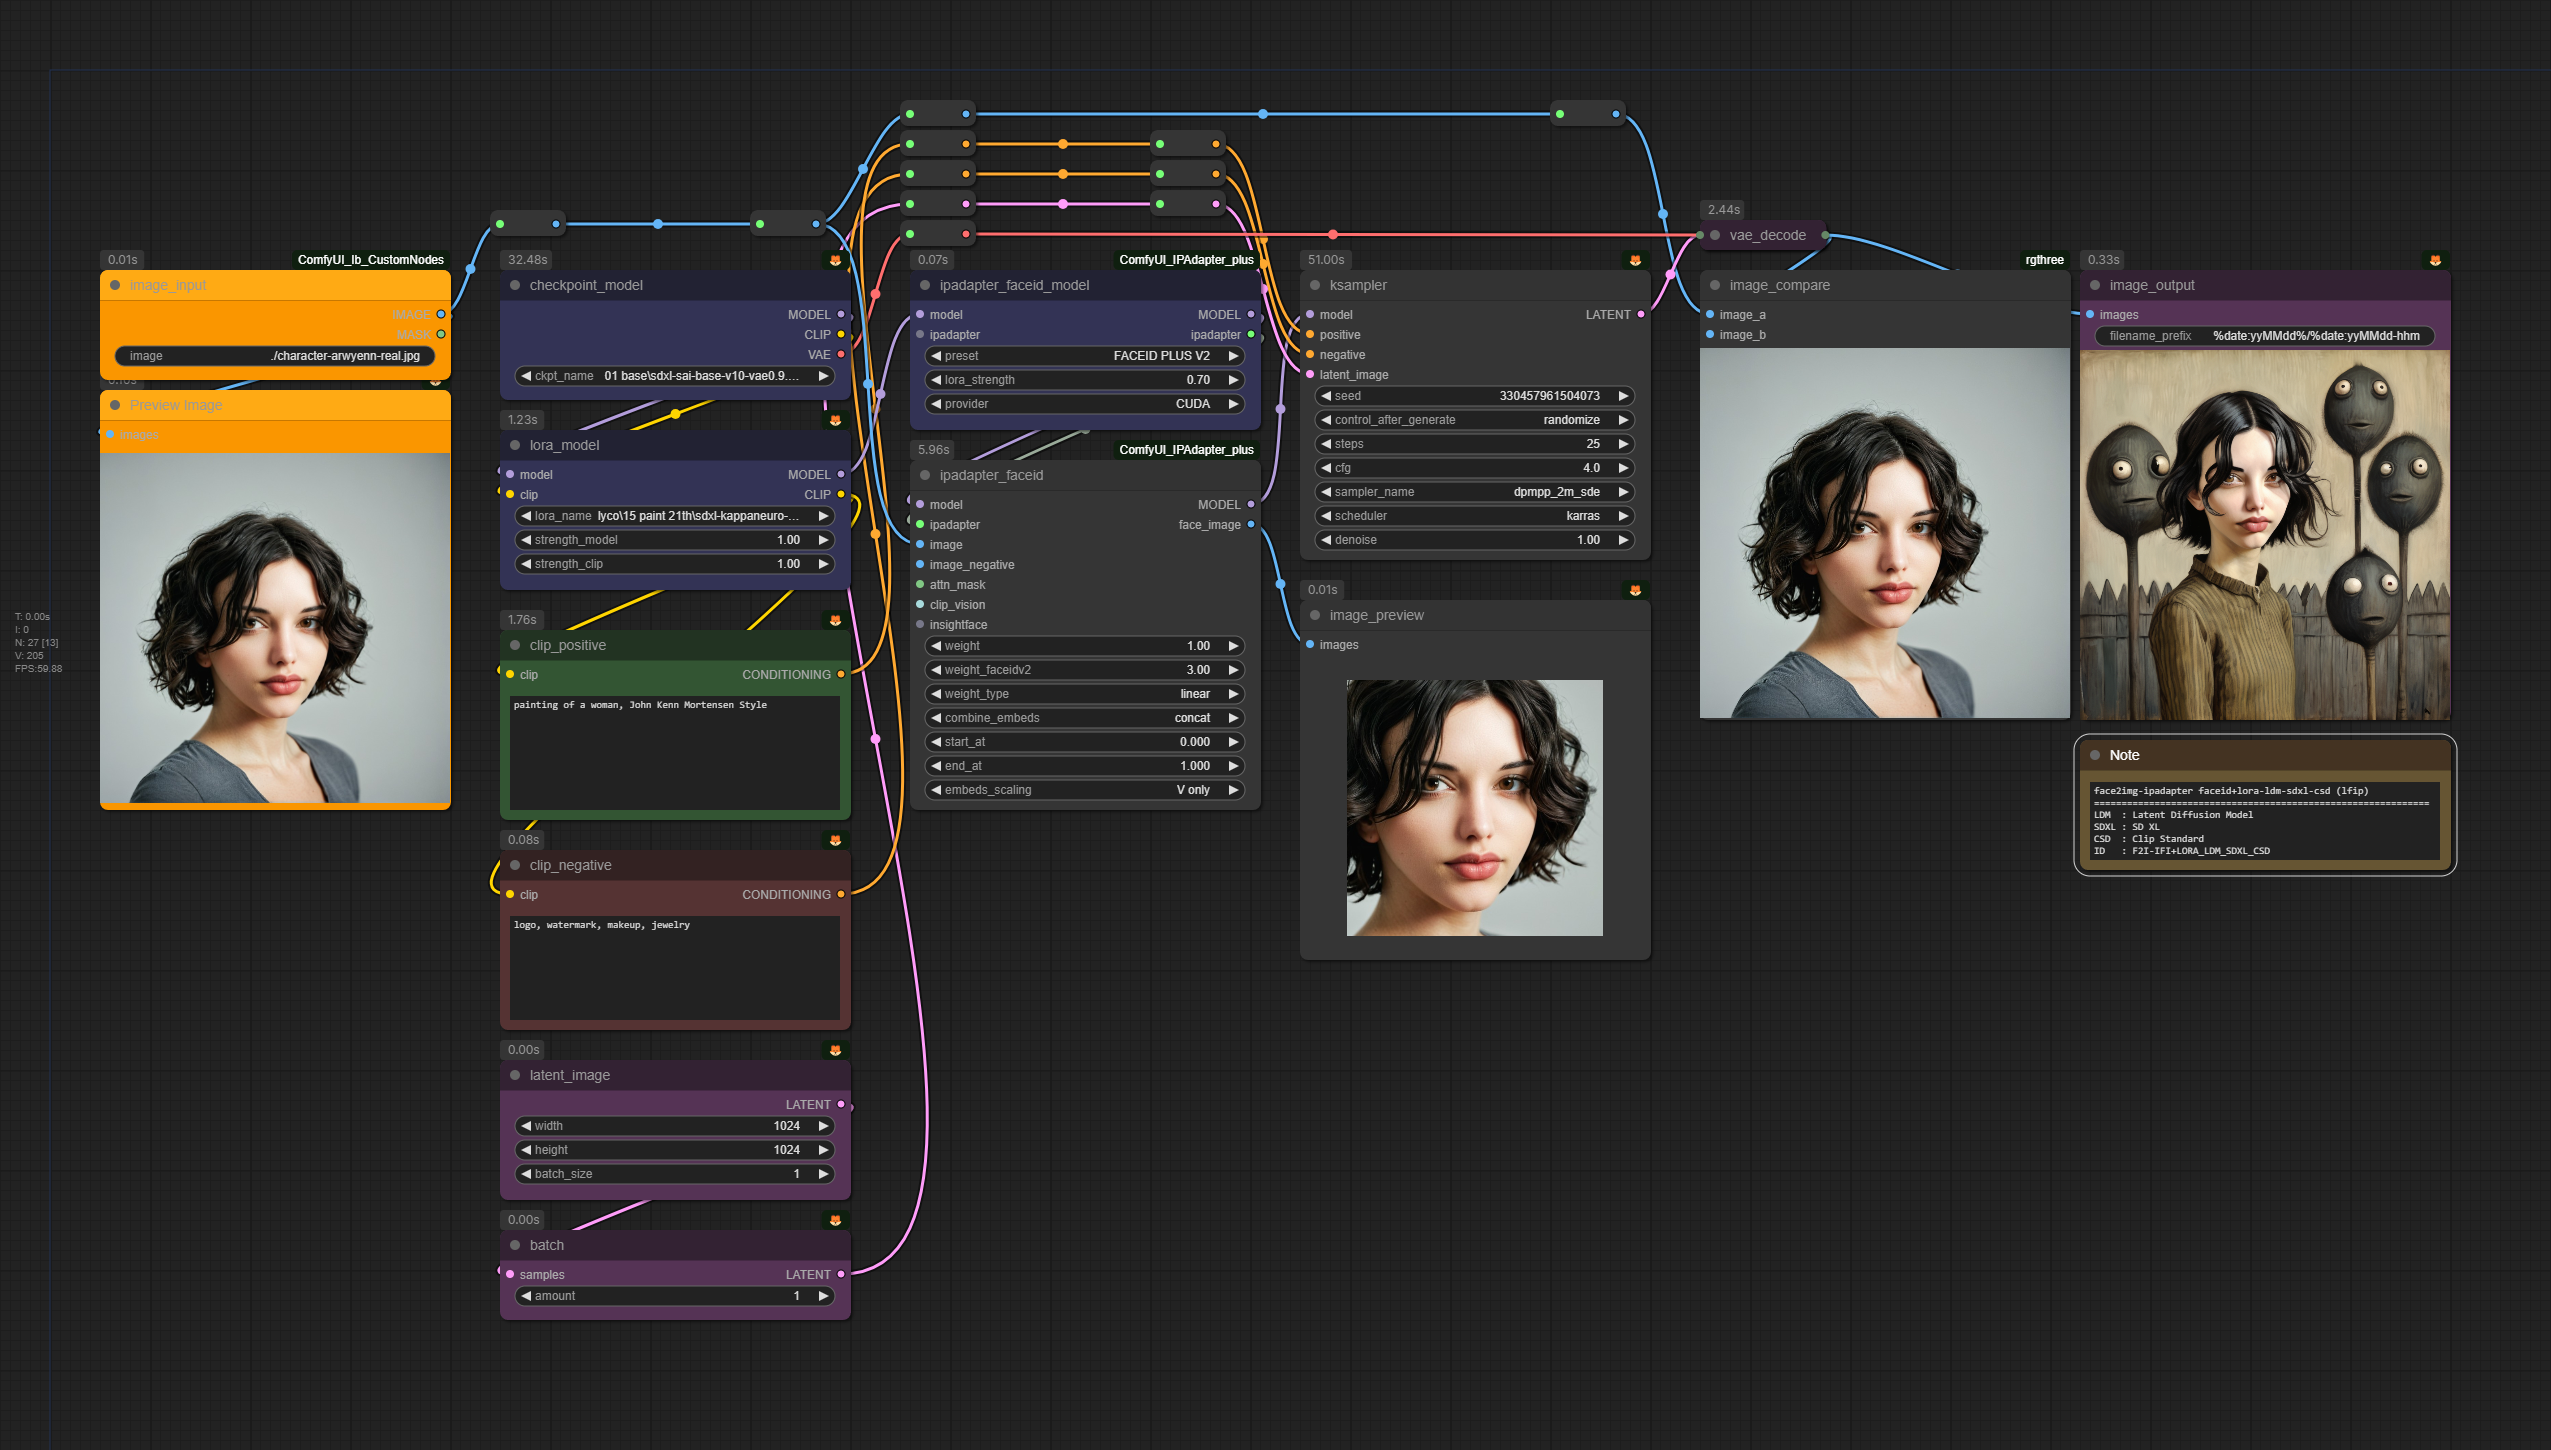 T: 0.00s
I: 0
N: 27 [13]
V: 205
FPS:59.88
0.01s
ComfyUI_Ib_CustomNodes
image_input
IMAGE
MASK
image ./character-arwyenn-real.jpg
Preview Image
images
32.48s
checkpoint_model
MODEL
CLIP
VAE
ckpt_name 01 base\sdxl-sai-base-v10-vae0.9....
1.23s
lora_model
model MODEL
clip CLIP
lora_name lyco\15 paint 21th\sdxl-kappaneuro-...
strength_model 1.00
strength_clip 1.00
1.76s
clip_positive
clip CONDITIONING
painting of a woman, John Kenn Mortensen Style
0.08s
clip_negative
clip CONDITIONING
logo, watermark, makeup, jewelry
0.00s
latent_image
LATENT
width 1024
height 1024
batch_size 1
0.00s
batch
samples LATENT
amount 1
0.07s
ComfyUI_IPAdapter_plus
ipadapter_faceid_model
model MODEL
ipadapter ipadapter
preset FACEID PLUS V2
lora_strength 0.70
provider CUDA
5.96s
ComfyUI_IPAdapter_plus
ipadapter_faceid
model MODEL
ipadapter face_image
image
image_negative
attn_mask
clip_vision
insightface
weight 1.00
weight_faceidv2 3.00
weight_type linear
combine_embeds concat
start_at 0.000
end_at 1.000
embeds_scaling V only
51.00s
ksampler
model LATENT
positive
negative
latent_image
seed 330457961504073
control_after_generate randomize
steps 25
cfg 4.0
sampler_name dpmpp_2m_sde
scheduler karras
denoise 1.00
0.01s
image_preview
images
2.44s
vae_decode
rgthree
image_compare
image_a
image_b
0.33s
image_output
images
filename_prefix %date:yyMMdd%/%date:yyMMdd-hhm
Note
face2img-ipadapter faceid+lora-ldm-sdxl-csd (lfip)
=========================================================
LDM : Latent Diffusion Model
SDXL : SD XL
CSD : Clip Standard
ID : F2I-IFI+LORA_LDM_SDXL_CSD